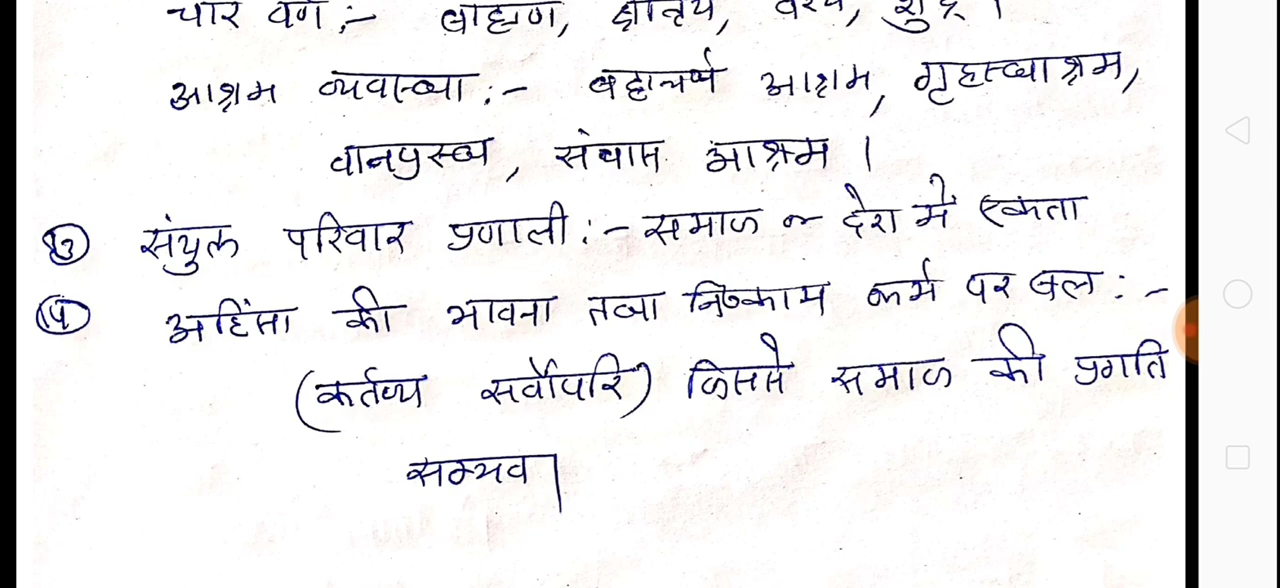 चार वर्ण :- ब्राह्मण, क्षत्रिय, वैश्य, शुद्र ।
आश्रम व्यवस्था :- ब्रह्मचर्य आश्रम, गृहस्थाश्रम,
वानप्रस्थ, संन्यास आश्रम ।
③ संयुक्त परिवार प्रणाली :- समाज व देश में एकता
अहिंसा की भावना तथा निष्काम कर्म पर बल :-
(कर्तव्य सर्वोपरि) जिससे समाज की प्रगति
सम्भव।